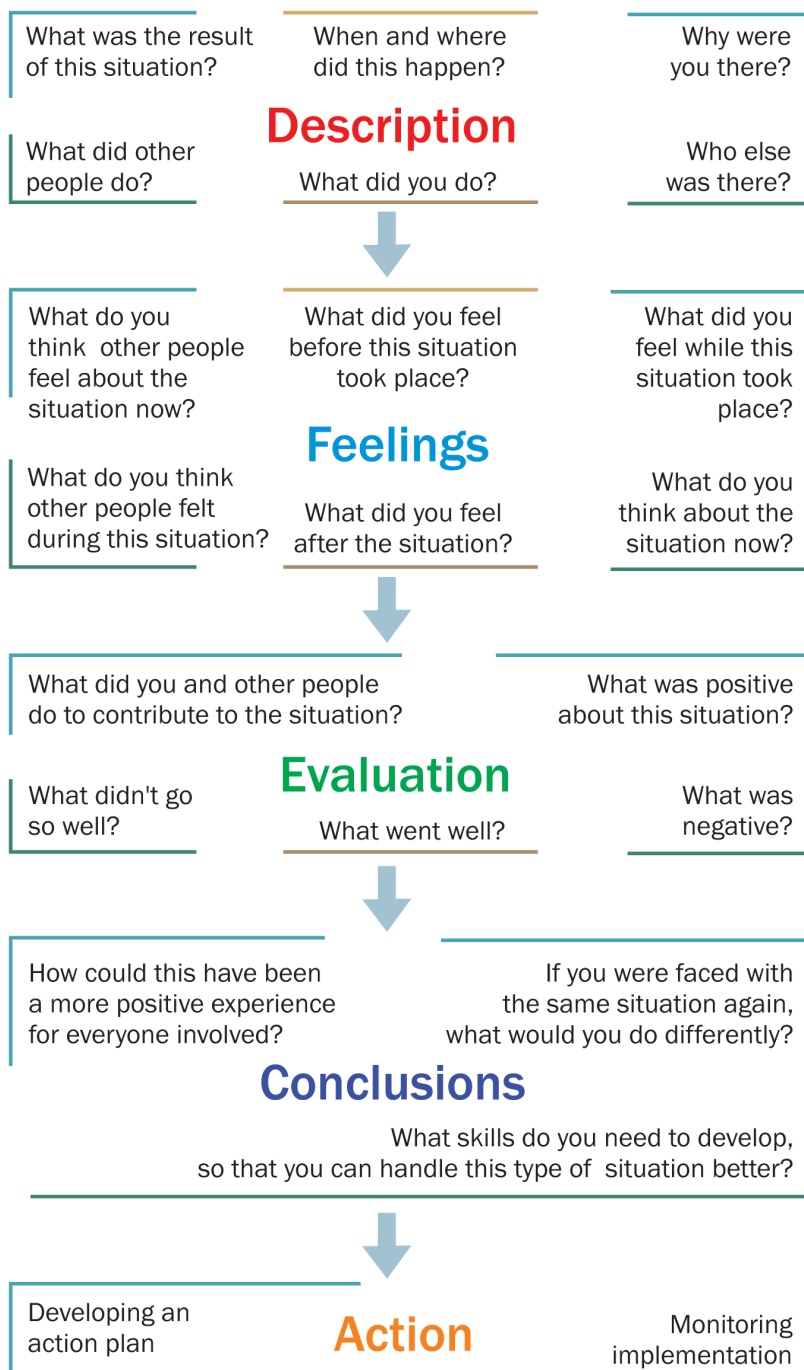 What was the result
of this situation?
When and where
did this happen?
Why were
you there?
Description
What did other
people do?
What did you do?
Who else
was there?
What do you
think other people
feel about the
situation now?
What did you feel
before this situation
took place?
What did you
feel while this
situation took
place?
Feelings
What do you think
other people felt
during this situation?
What did you feel
after the situation?
What do you
think about the
situation now?
What did you and other people
do to contribute to the situation?
What was positive
about this situation?
Evaluation
What didn't go
so well?
What went well?
What was
negative?
How could this have been
a more positive experience
for everyone involved?
If you were faced with
the same situation again,
what would you do differently?
Conclusions
What skills do you need to develop,
so that you can handle this type of situation better?
Developing an
action plan
Action
Monitoring
implementation